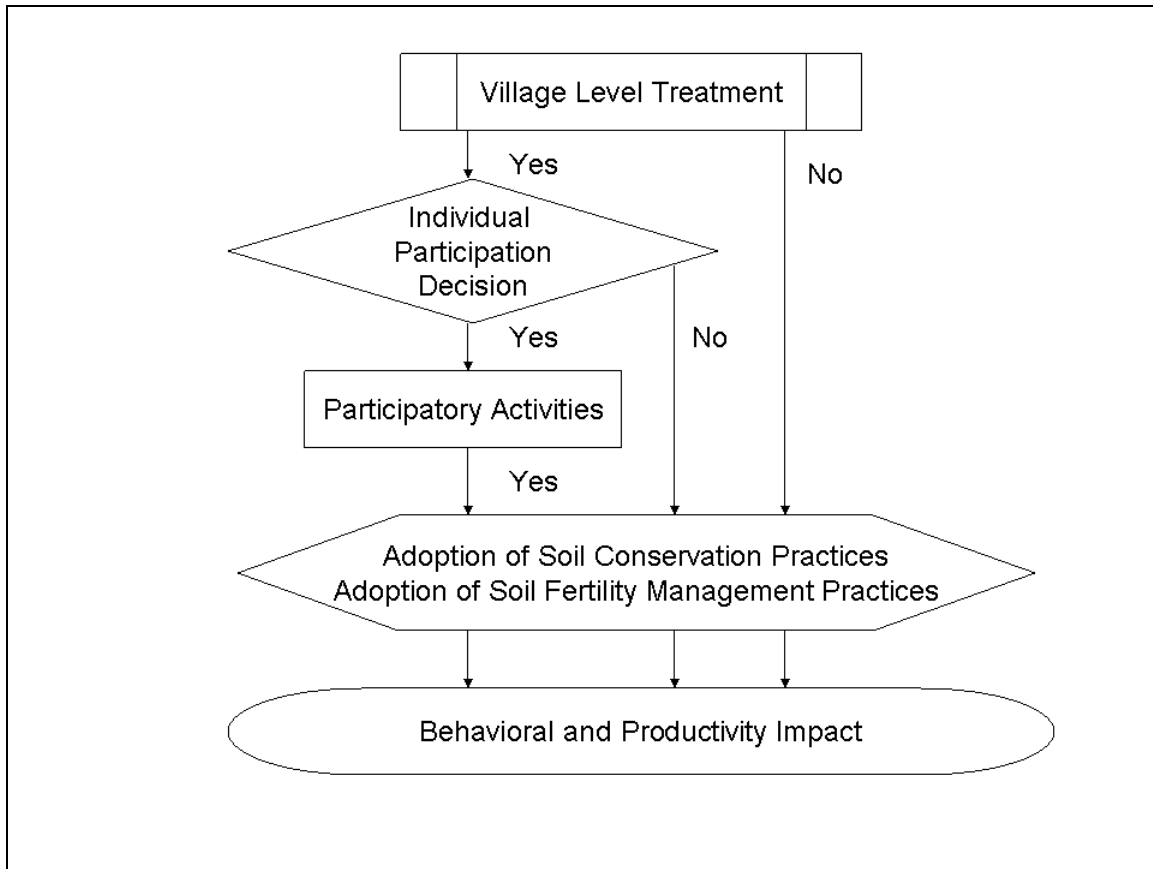 Village Level Treatment
Yes
No
Individual
Participation
Decision
Yes
No
Participatory Activities
Yes
Adoption of Soil Conservation Practices
Adoption of Soil Fertility Management Practices
Behavioral and Productivity Impact